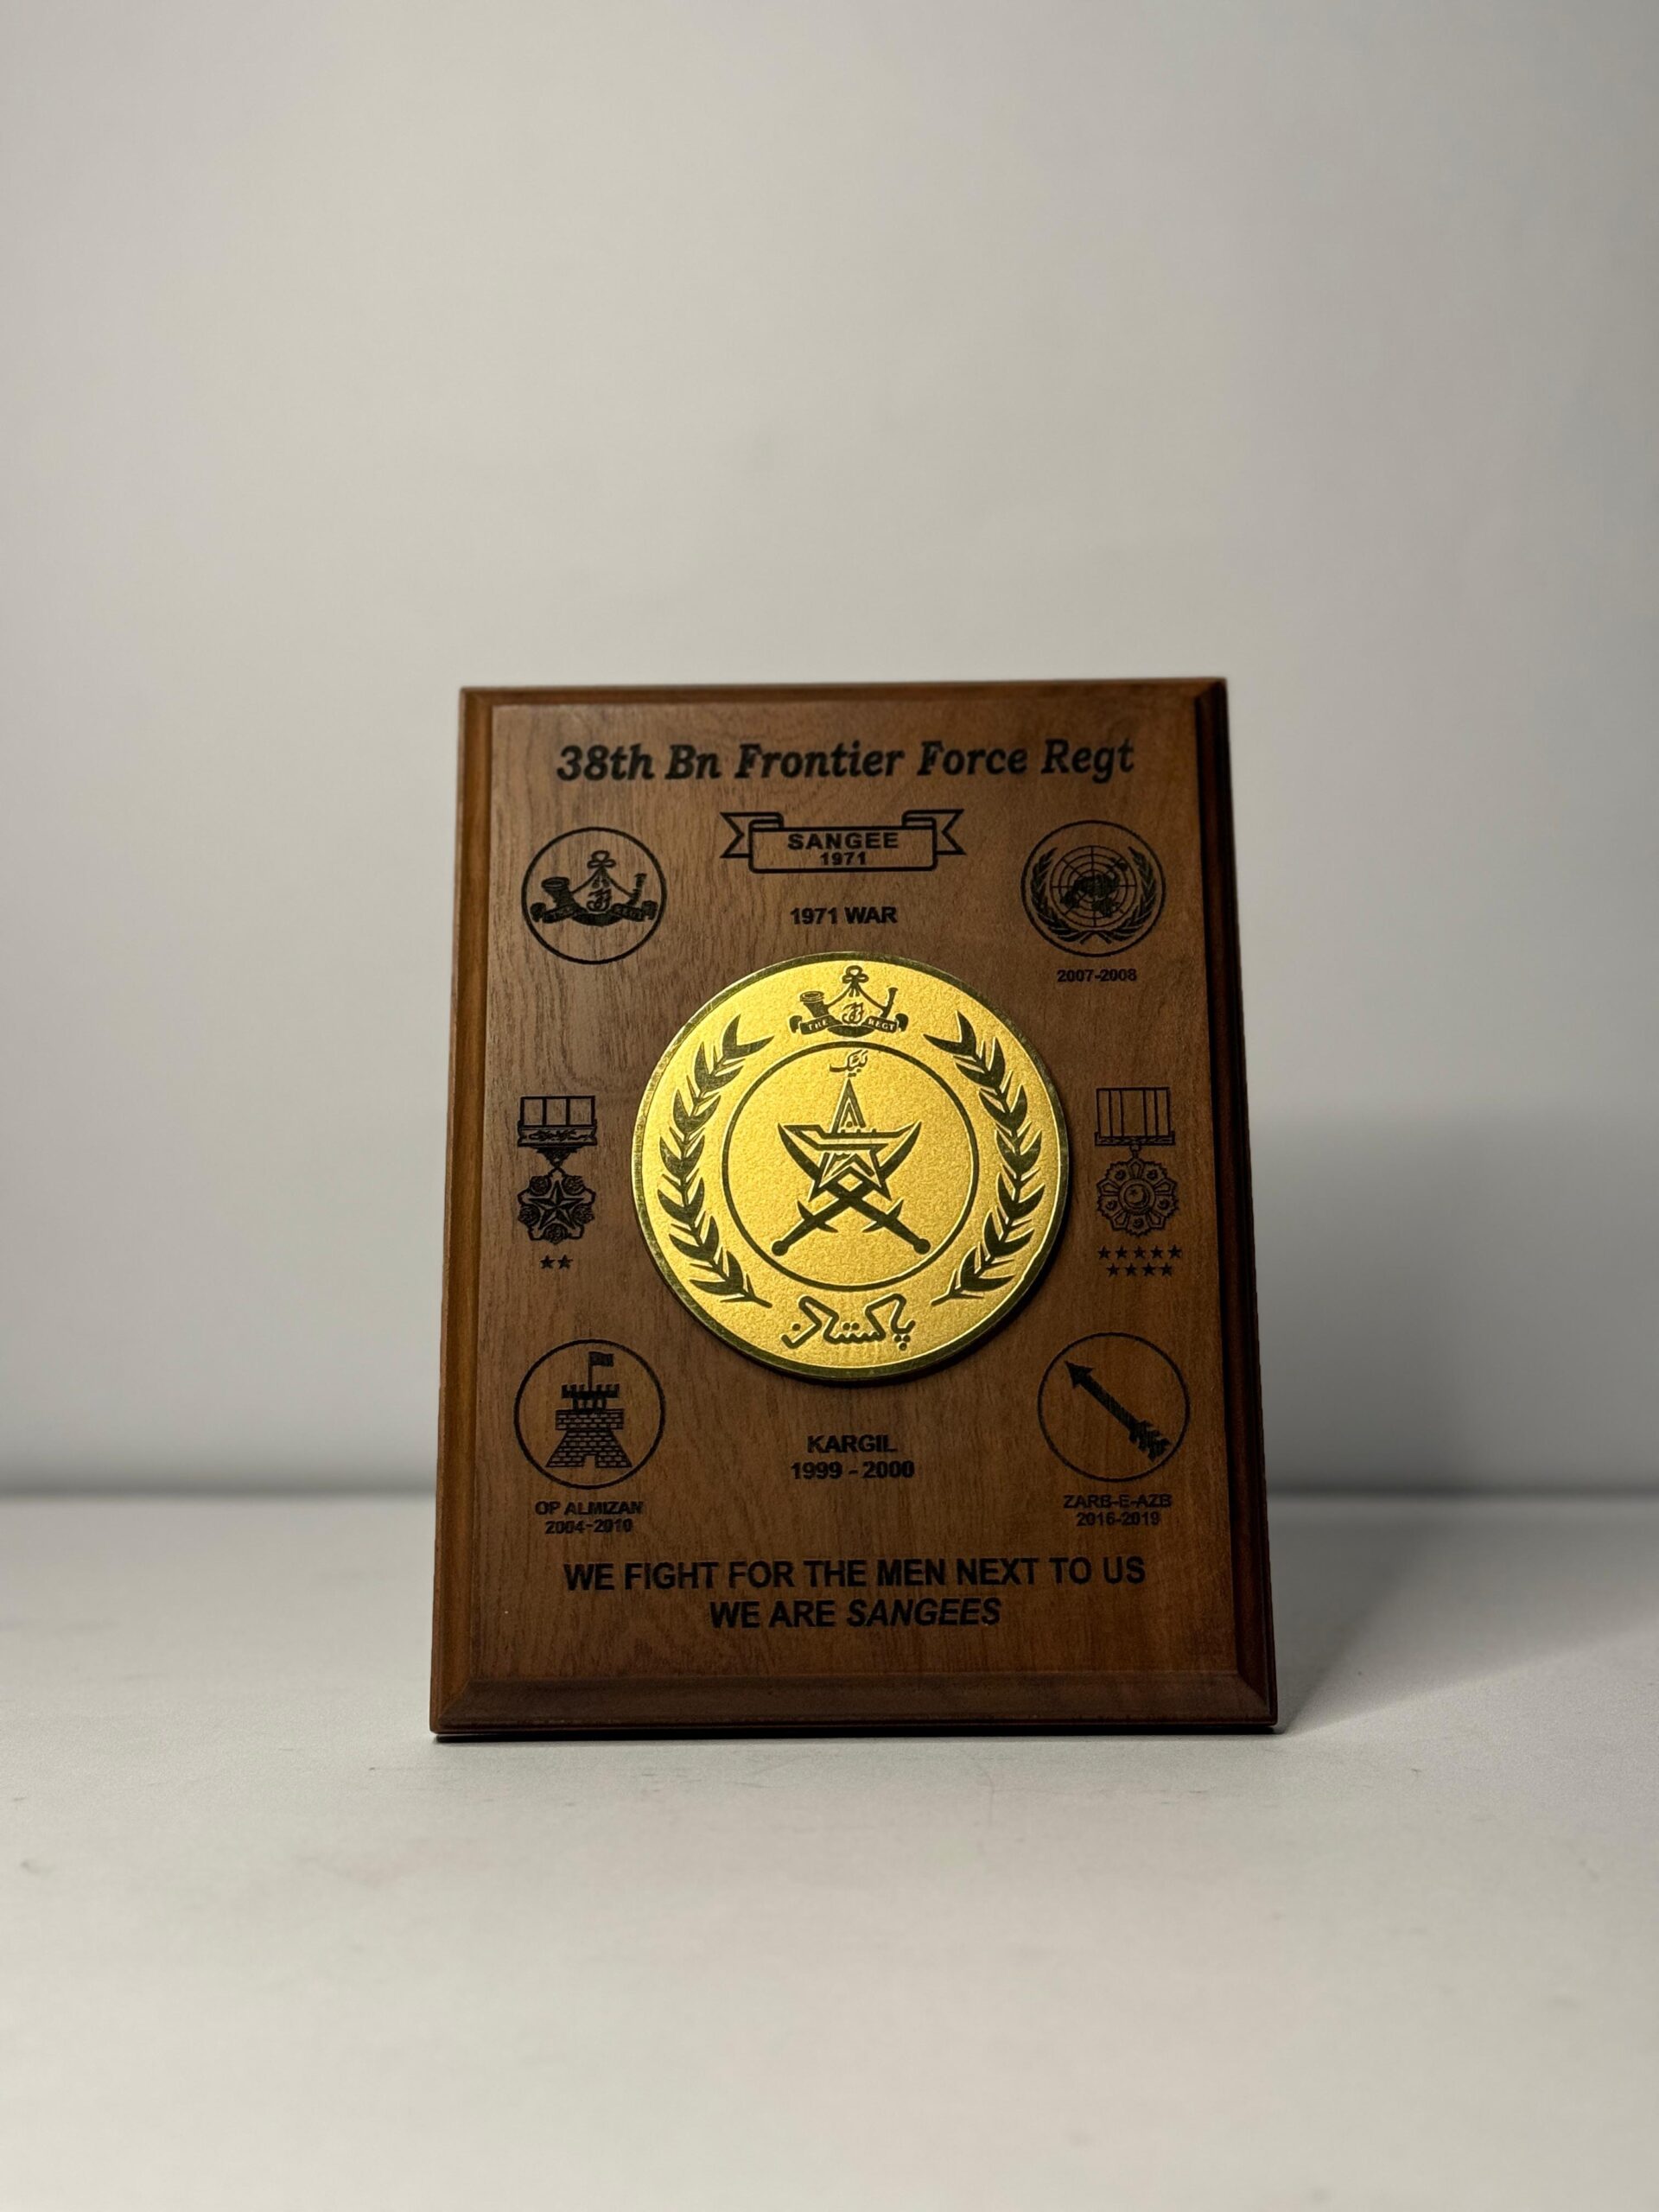 38th Bn Frontier Force Regt
SANGEE
1971
1971 WAR
2007-2008
THE REGT
لبیک
پاکستان
KARGIL
1999 - 2000
OP ALMIZAN
2004-2010
ZARB-E-AZB
2016-2019
WE FIGHT FOR THE MEN NEXT TO US
WE ARE SANGEES